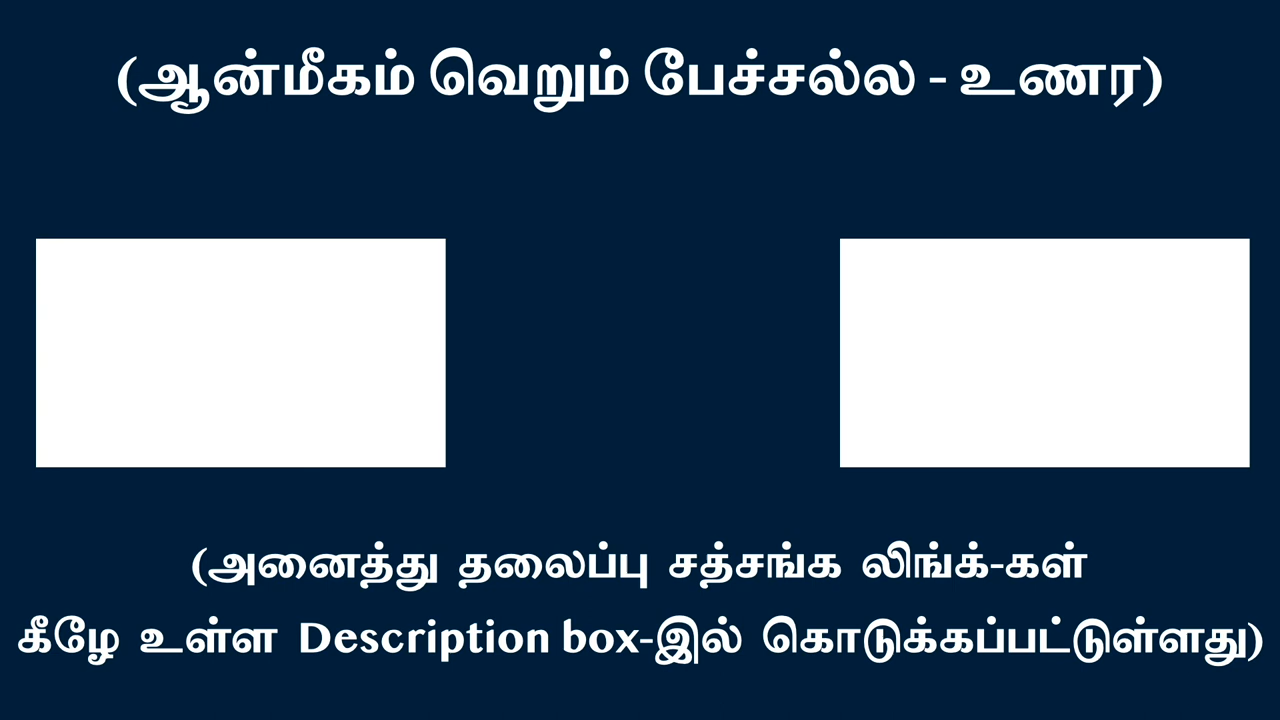 (ஆன்மீகம் வெறும் பேச்சல்ல - உணர)
(அனைத்து தலைப்பு சத்சங்க லிங்க்-கள்
கீழே உள்ள Description box-இல் கொடுக்கப்பட்டுள்ளது)